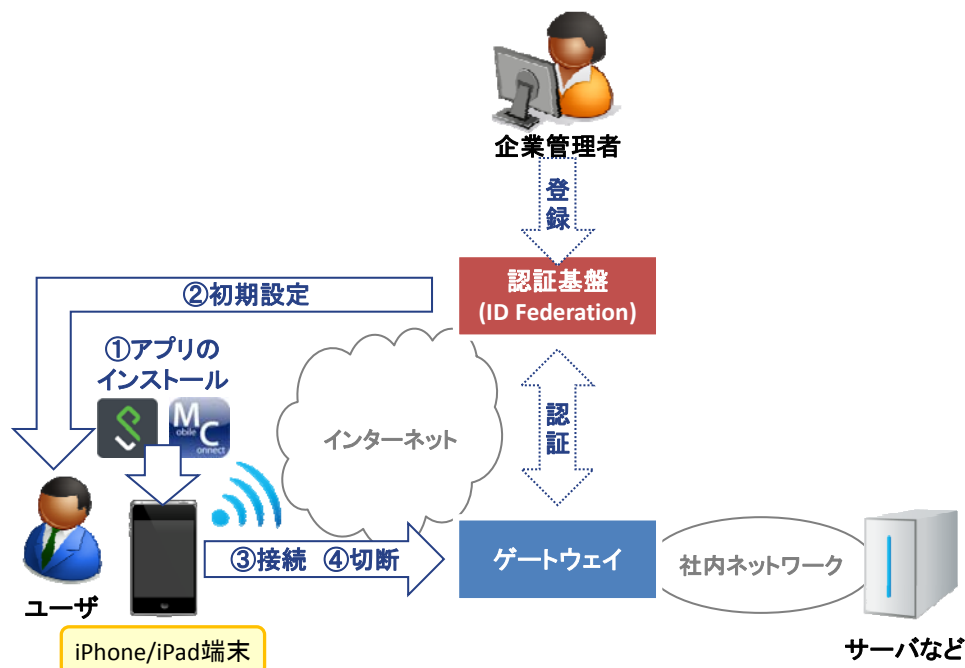 企業管理者
登
録
認証基盤
(ID Federation)
②初期設定
①アプリの
インストール
M
obile
C
onnect
インターネット
認
証
③接続 ④切断
ゲートウェイ
社内ネットワーク
ユーザ
サーバなど
iPhone/iPad端末